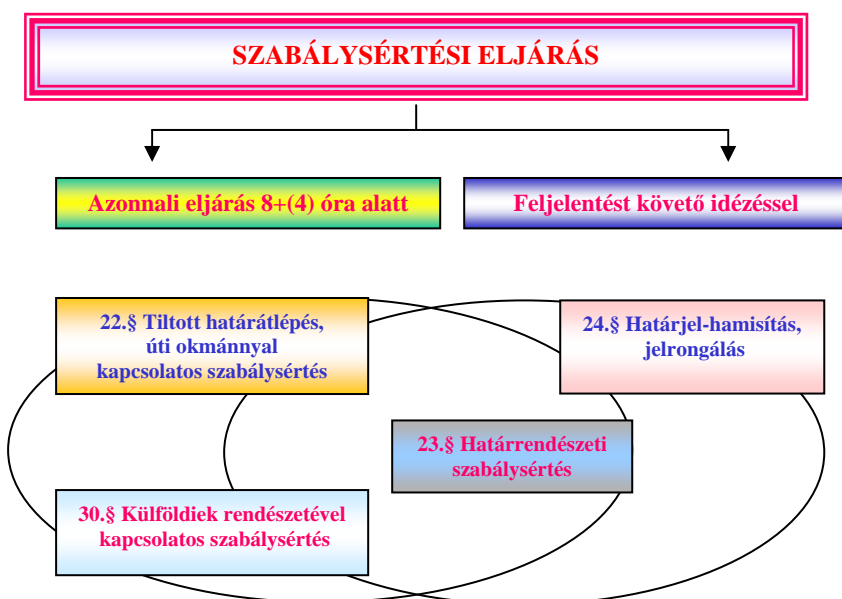 SZABÁLYSÉRTÉSI ELJÁRÁS
Azonnali eljárás 8+(4) óra alatt
Feljelentést követő idézéssel
22.§ Tiltott határátlépés,
úti okmánnyal
kapcsolatos szabálysértés
24.§ Határjel-hamisítás,
jelrongálás
23.§ Határrendészeti
szabálysértés
30.§ Külföldiek rendészetével
kapcsolatos szabálysértés